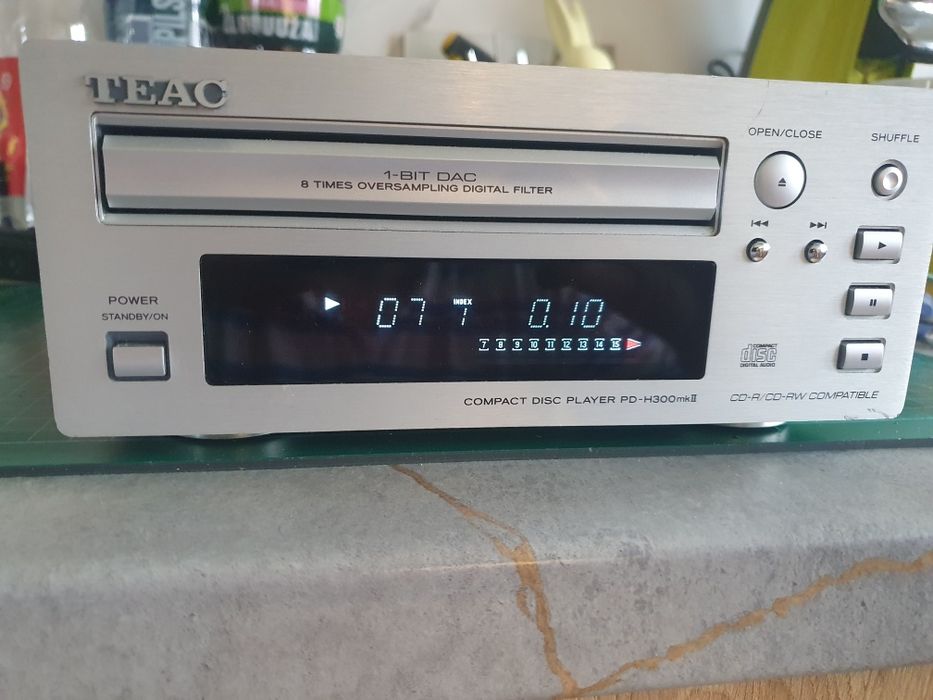 PILS
TEAC
OPEN/CLOSE
SHUFFLE
1-BIT DAC
8 TIMES OVERSAMPLING DIGITAL FILTER
POWER
STANDBY/ON
07 INDEX 1 0.10
7 8 9 10 11 12 13 14 15
COMPACT
disc
DIGITAL AUDIO
COMPACT DISC PLAYER PD-H300mkII
CD-R/CD-RW COMPATIBLE